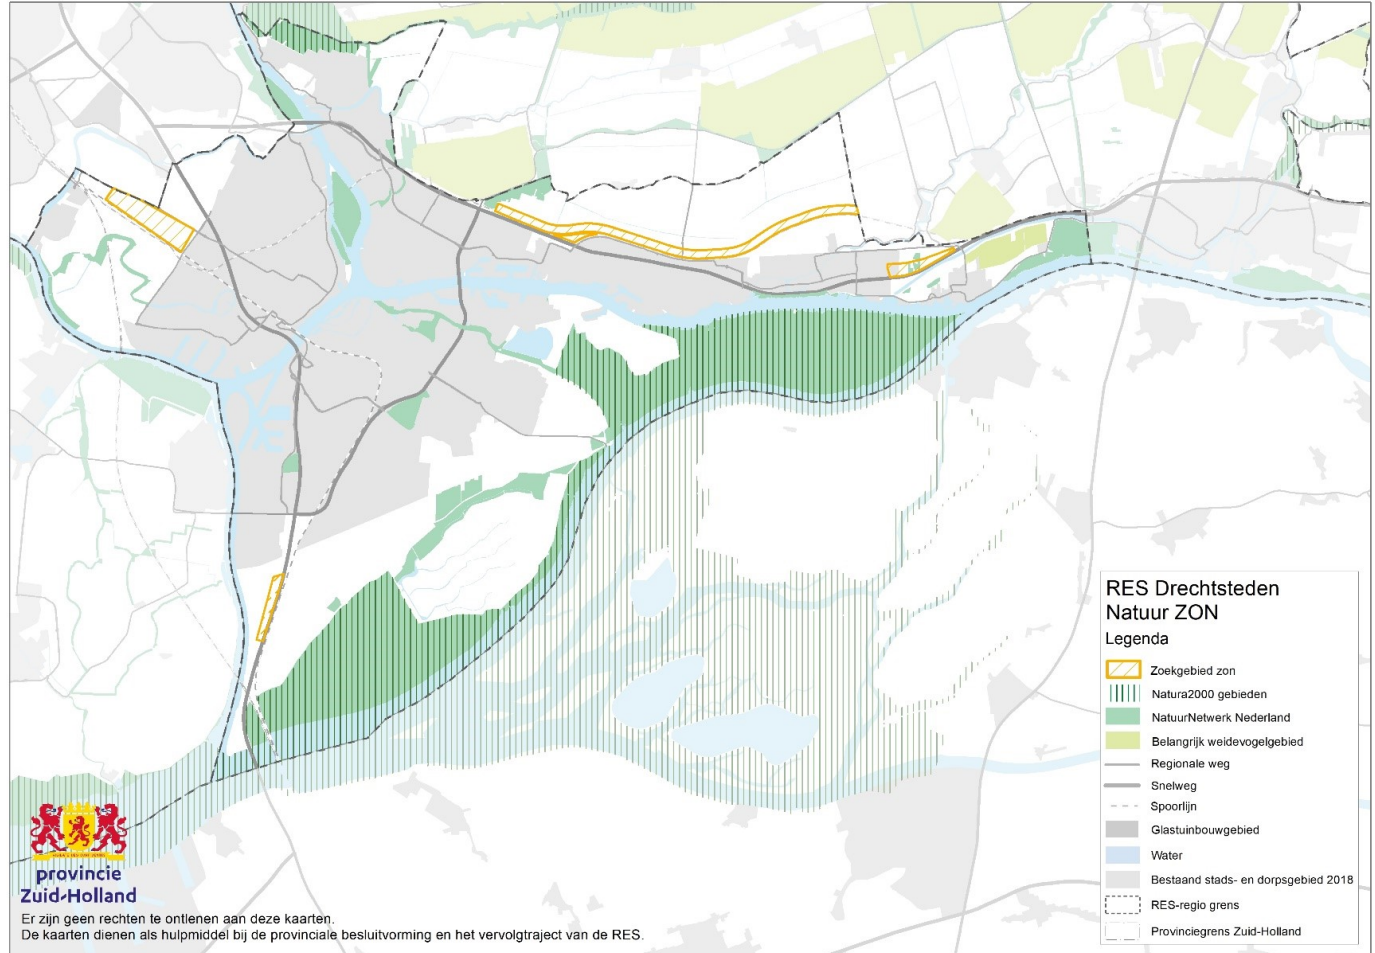 RES Drechtsteden
Natuur ZON
Legenda
Zoekgebied zon
Natura2000 gebieden
NatuurNetwerk Nederland
Belangrijk weidevogelgebied
Regionale weg
Snelweg
Spoorlijn
Glastuinbouwgebied
Water
Bestaand stads- en dorpsgebied 2018
RES-regio grens
Provinciegrens Zuid-Holland
provincie
Zuid-Holland
Er zijn geen rechten te ontlenen aan deze kaarten.
De kaarten dienen als hulpmiddel bij de provinciale besluitvorming en het vervolgtraject van de RES.